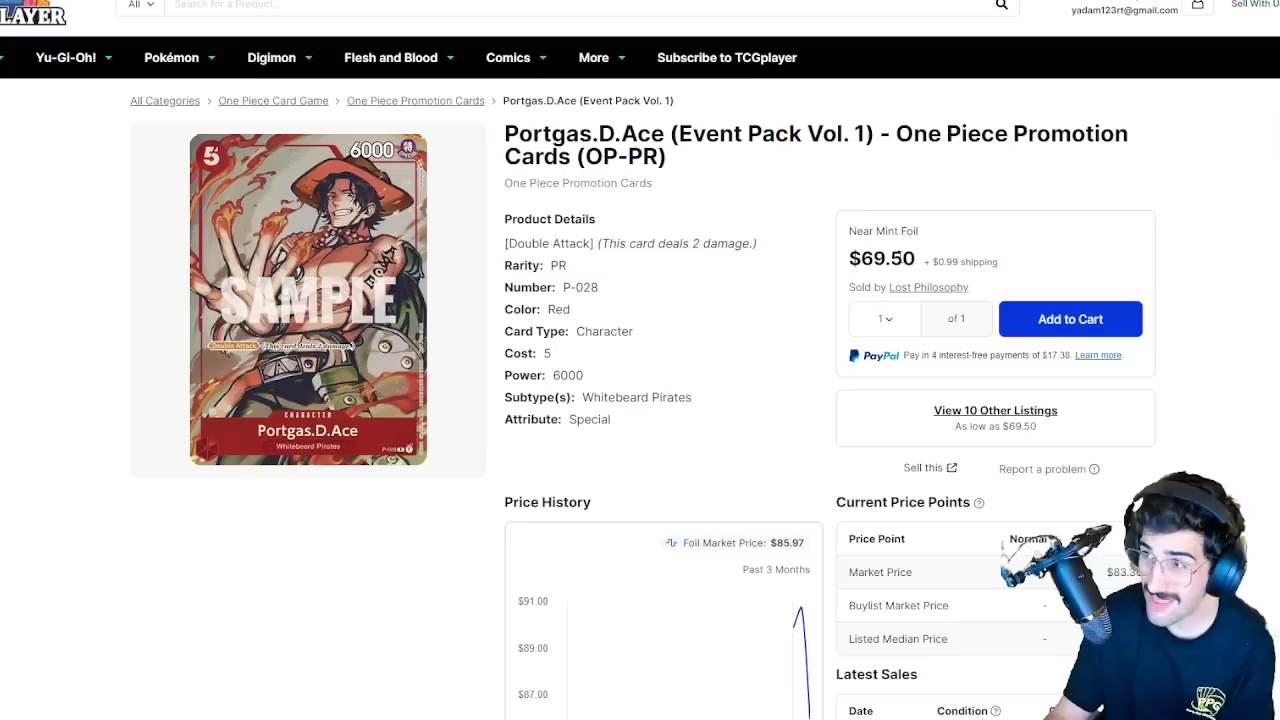 LAYER
All
Search for a Product...
yadam123rt@gmail.com
Sell With U
Yu-Gi-Oh!
Pokémon
Digimon
Flesh and Blood
Comics
More
Subscribe to TCGplayer
All Categories > One Piece Card Game > One Piece Promotion Cards > Portgas.D.Ace (Event Pack Vol. 1)
Portgas.D.Ace (Event Pack Vol. 1) - One Piece Promotion
Cards (OP-PR)
One Piece Promotion Cards
5
6000
特
SAMPLE
Double Attack (This card deals 2 damage.)
CHARACTER
Portgas.D.Ace
Whitebeard Pirates
P-028
Product Details
[Double Attack] (This card deals 2 damage.)
Rarity: PR
Number: P-028
Color: Red
Card Type: Character
Cost: 5
Power: 6000
Subtype(s): Whitebeard Pirates
Attribute: Special
Near Mint Foil
$69.50 + $0.99 shipping
Sold by Lost Philosophy
1
of 1
Add to Cart
PayPal Pay in 4 interest-free payments of $17.38. Learn more
View 10 Other Listings
As low as $69.50
Sell this
Report a problem
Price History
Foil Market Price: $85.97
Past 3 Months
$91.00
$89.00
$87.00
Current Price Points
Price Point
Normal
Market Price
Buylist Market Price -
Listed Median Price -
Latest Sales
Date
Condition